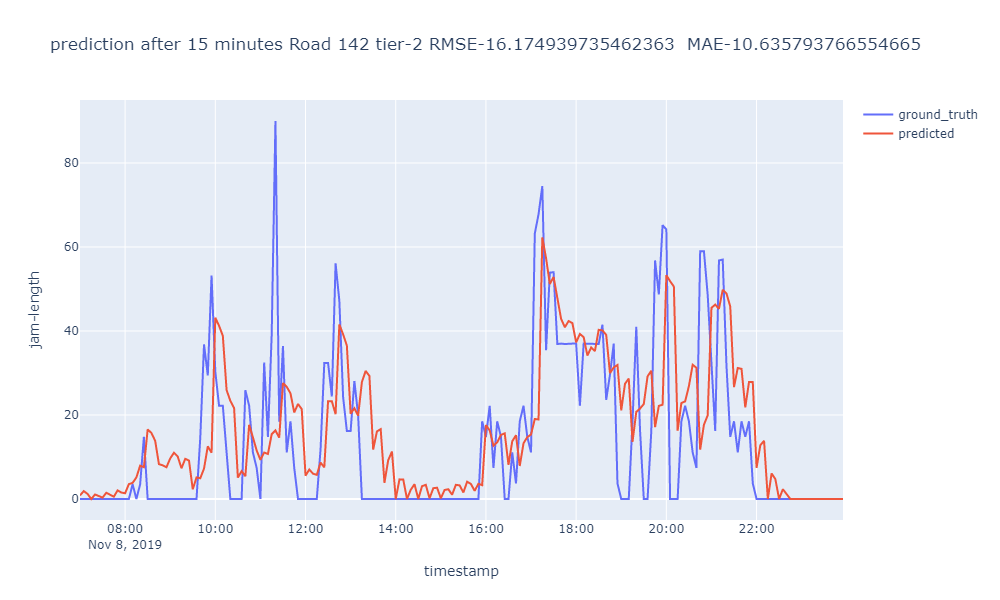 prediction after 15 minutes Road 142 tier-2 RMSE-16.174939735462363  MAE-10.635793766554665
ground_truth
predicted
80
60
40
20
0
jam-length
08:00 10:00 12:00 14:00 16:00 18:00 20:00 22:00
Nov 8, 2019
timestamp